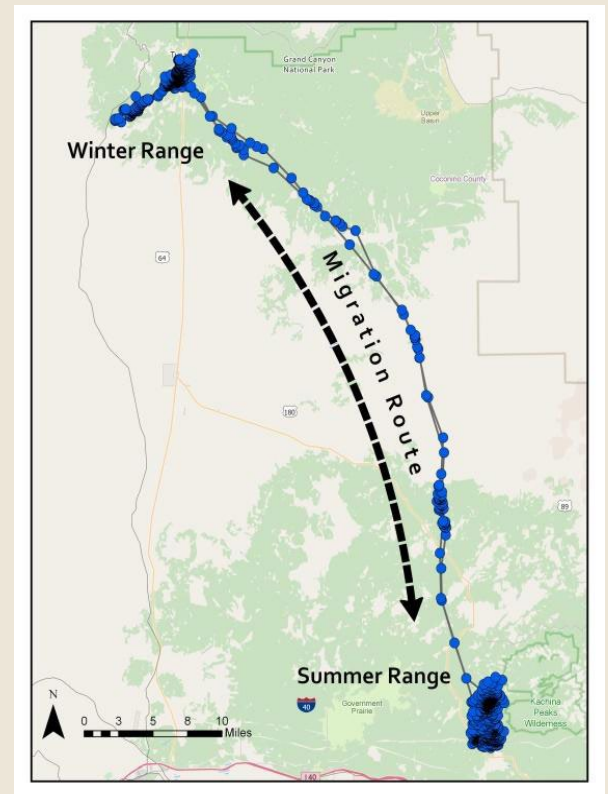 Grand Canyon
National Park
Upper
Basin
Winter Range
Coconino County
64
Migration Route
180
89
Summer Range
N
40
Government
Prairie
Kachina
Peaks
Wilderness
0 3 5 8 10
Miles
140